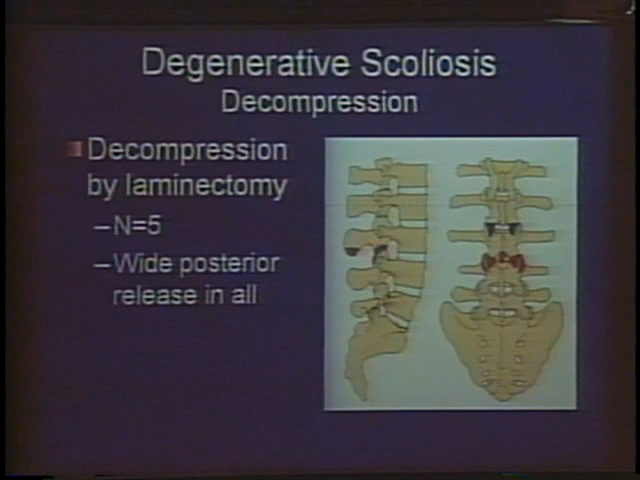 Degenerative Scoliosis
Decompression
Decompression
by laminectomy
–N=5
–Wide posterior
release in all